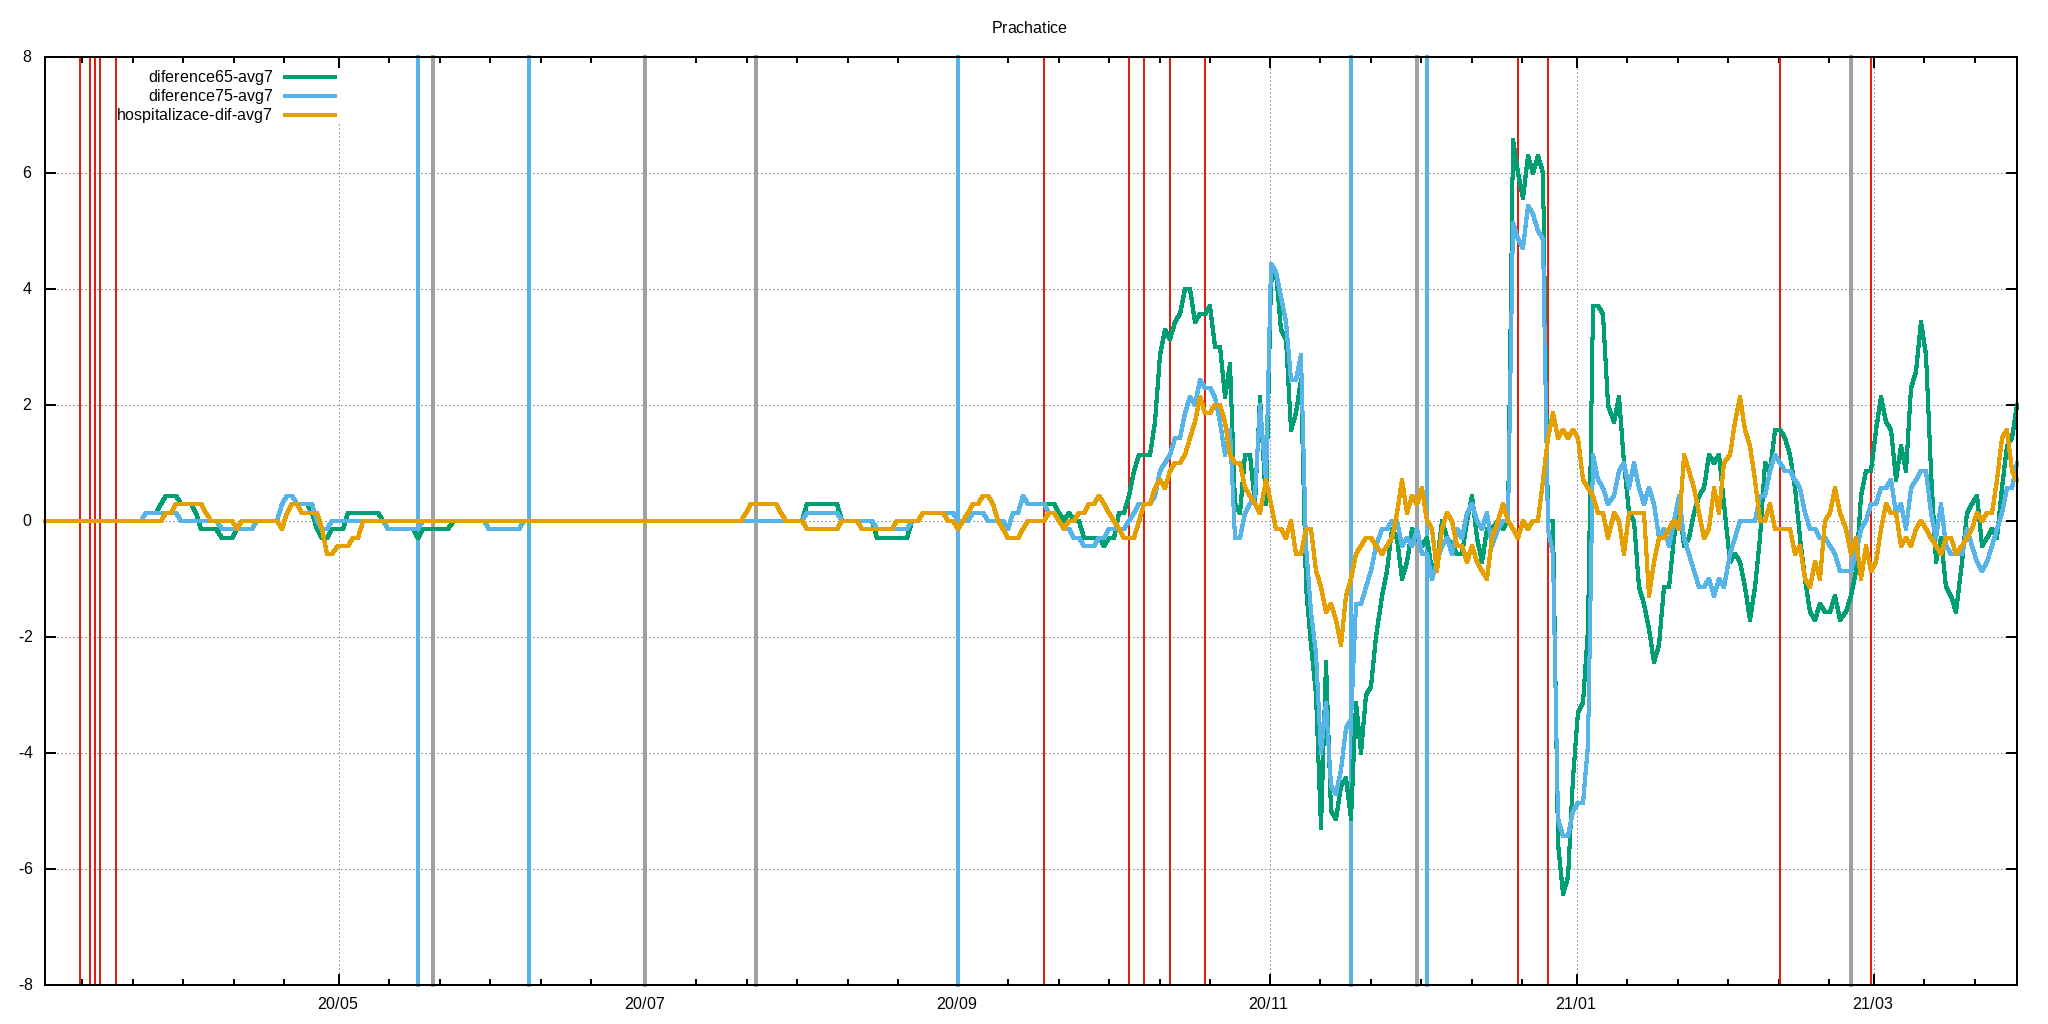 Prachatice
8
diference65-avg7
diference75-avg7
hospitalizace-dif-avg7
6
4
2
0
-2
-4
-6
-8
20/05 20/07 20/09 20/11 21/01 21/03